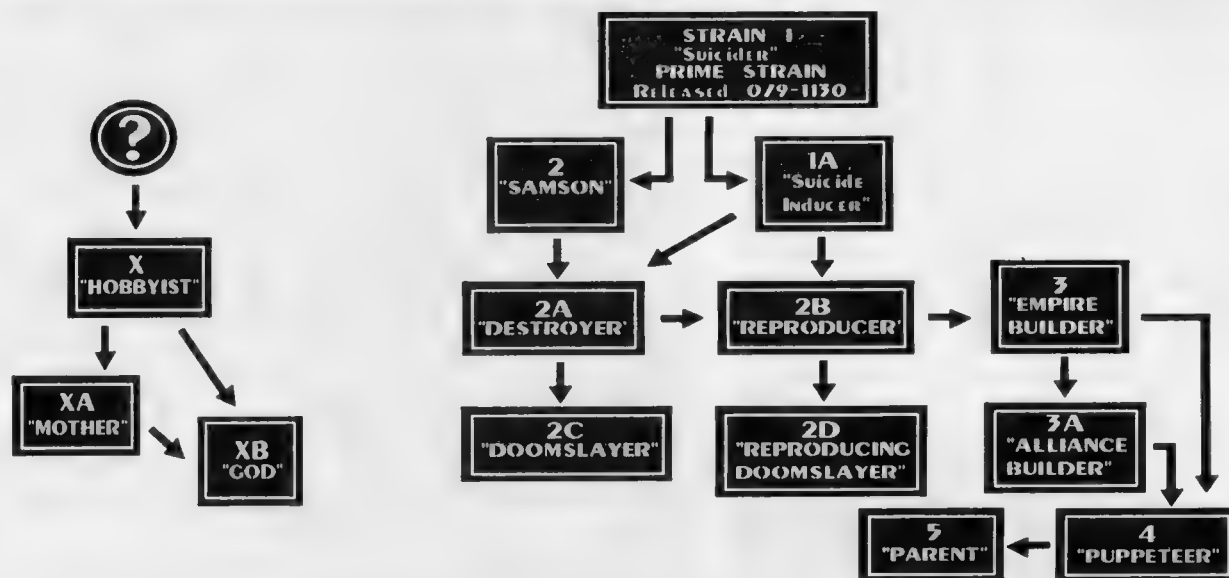 STRAIN 1
"Suicider"
PRIME STRAIN
Released 079-1130
?
2
"SAMSON"
1A
"Suicide
Inducer"
X
"HOBBYIST"
2A
"DESTROYER"
2B
"REPRODUCER"
3
"EMPIRE
BUILDER"
XA
"MOTHER"
XB
"GOD"
2C
"DOOMSLAYER"
2D
"REPRODUCING
DOOMSLAYER"
3A
"ALLIANCE
BUILDER"
5
"PARENT"
4
"PUPPETEER"